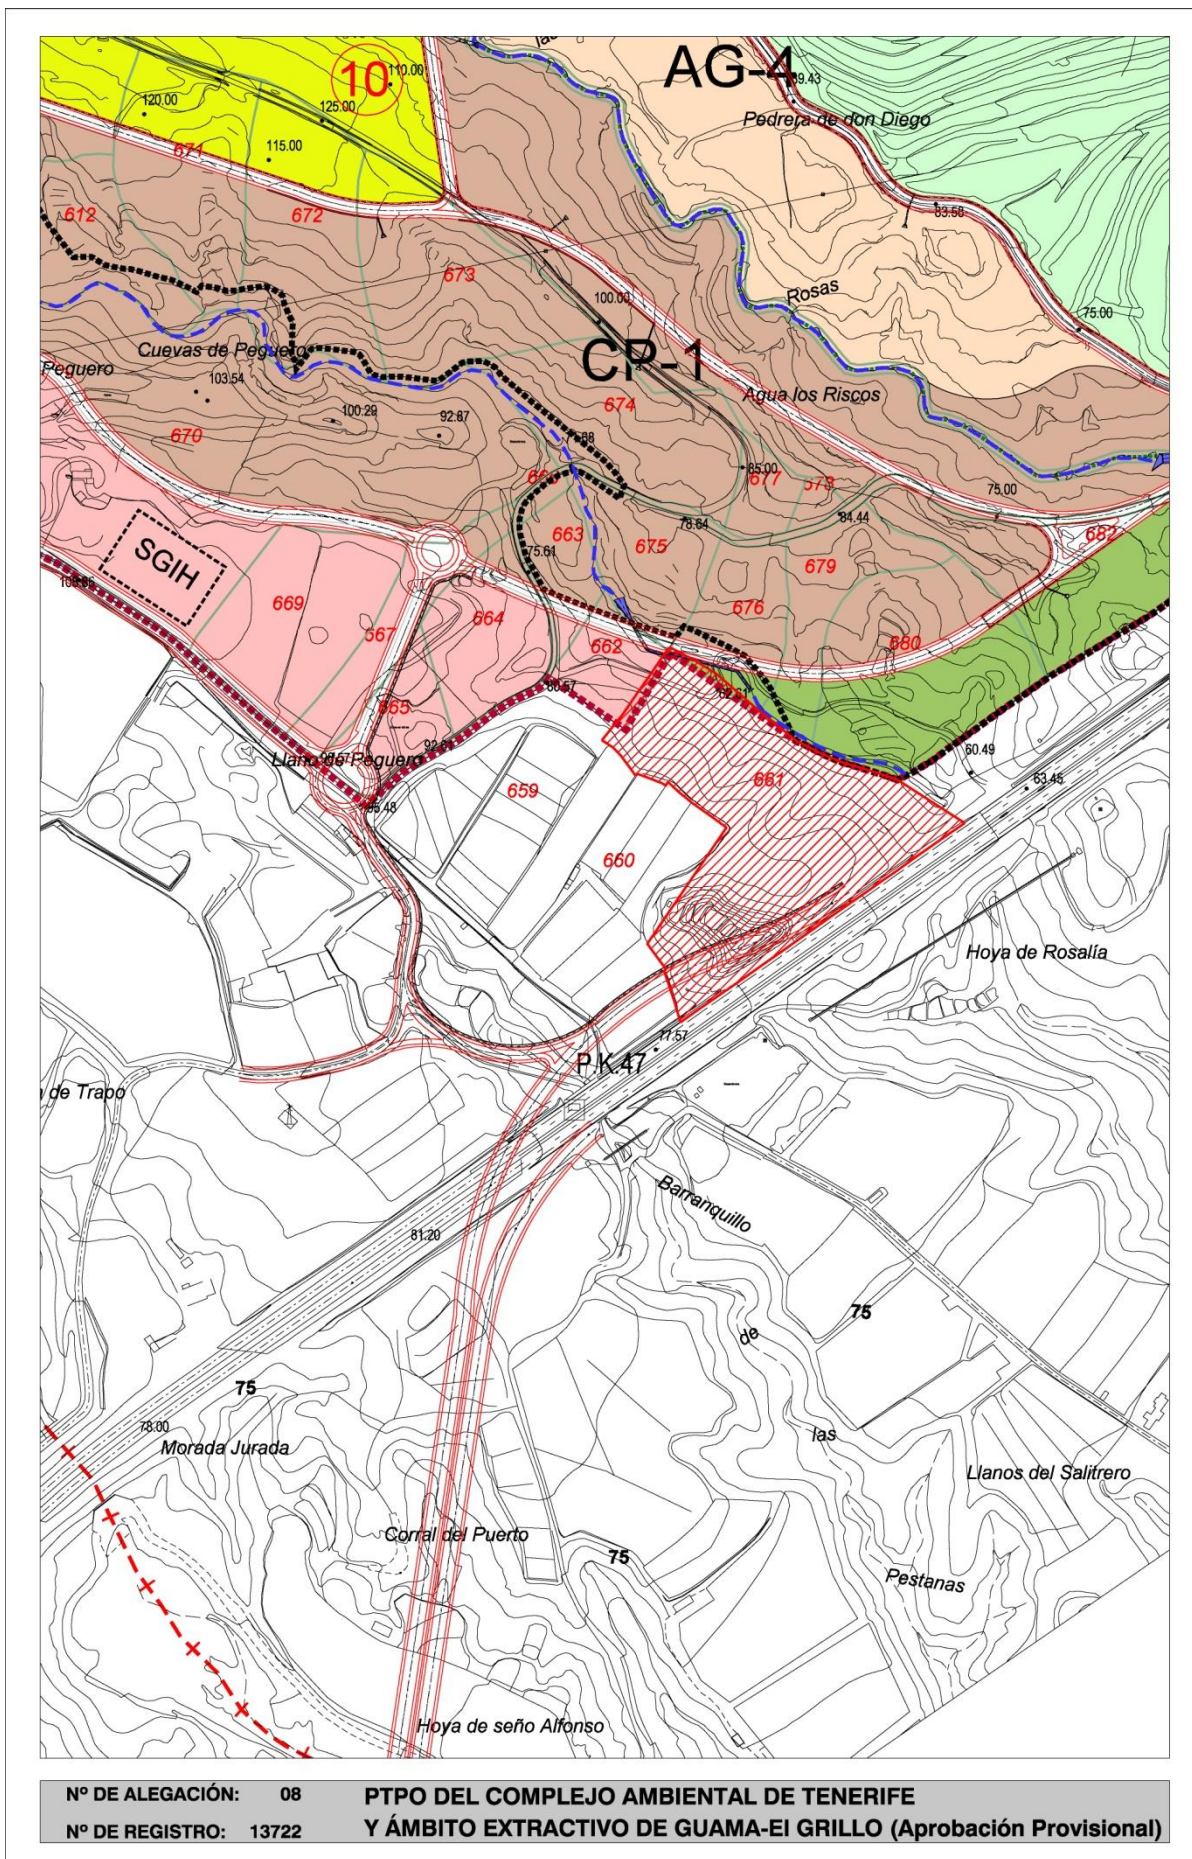 AG-4
10
110.00
89.43
120.00
125.00
Pedrera de don Diego
671
115.00
612
672
83.58
673
100.00
Rosas
75.00
Cuevas de Peguero
CP-1
Peguero
103.54
674
Agua los Riscos
100.29
92.87
670
85.00
677
75.00
78.64
84.44
663
675
682
SGIH
75.61
679
669
664
676
667
662
680
80.57
665
60.49
Llano de Peguero
661
63.45
659
95.48
660
Hoya de Rosalía
77.57
P.K.47
de Trapo
Barranquillo
81.20
75
de
75
78.00
las
Morada Jurada
Llanos del Salitrero
Corral del Puerto
75
Pestanas
Hoya de seño Alfonso
Nº DE ALEGACIÓN: 08
PTPO DEL COMPLEJO AMBIENTAL DE TENERIFE
Nº DE REGISTRO: 13722
Y ÁMBITO EXTRACTIVO DE GUAMA-El GRILLO (Aprobación Provisional)